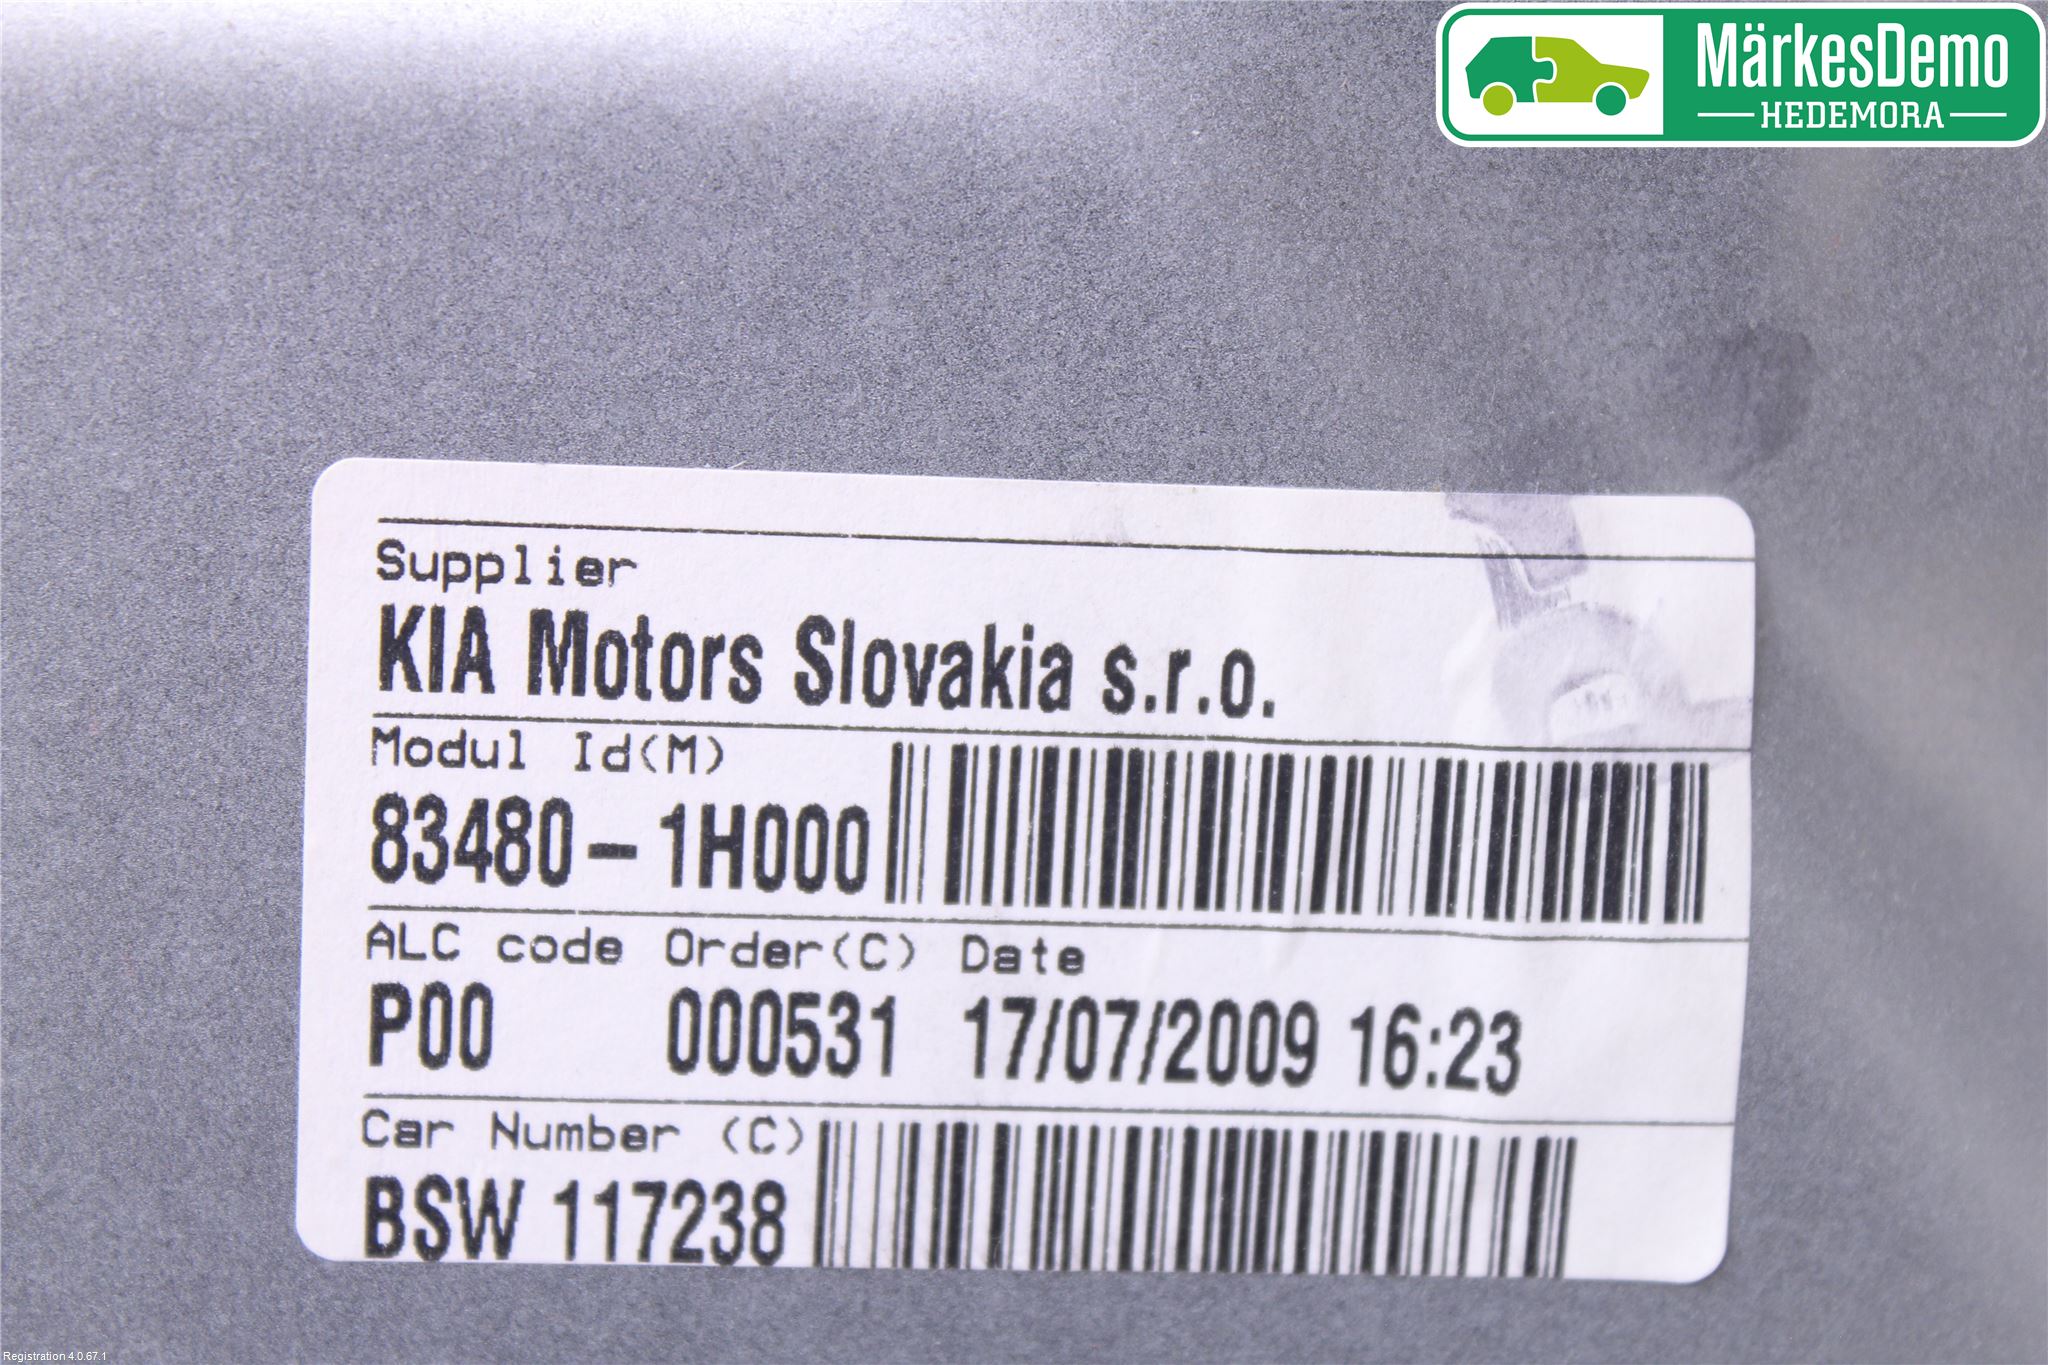 MärkesDemo
HEDEMORA
Supplier
KIA Motors Slovakia s.r.o.
Modul Id(M)
83480-1H000
ALC code Order(C) Date
P00 000531 17/07/2009 16:23
Car Number (C)
BSW 117238
Registration 4.0.67.1